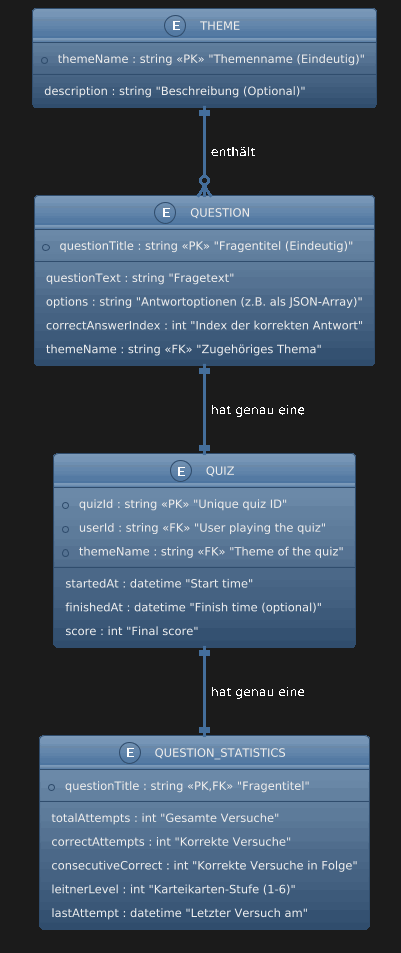 E THEME
themeName : string «PK» "Themenname (Eindeutig)"
description : string "Beschreibung (Optional)"
enthält
E QUESTION
questionTitle : string «PK» "Fragentitel (Eindeutig)"
questionText : string "Fragetext"
options : string "Antwortoptionen (z.B. als JSON-Array)"
correctAnswerIndex : int "Index der korrekten Antwort"
themeName : string «FK» "Zugehöriges Thema"
hat genau eine
E QUIZ
quizId : string «PK» "Unique quiz ID"
userId : string «FK» "User playing the quiz"
themeName : string «FK» "Theme of the quiz"
startedAt : datetime "Start time"
finishedAt : datetime "Finish time (optional)"
score : int "Final score"
hat genau eine
E QUESTION_STATISTICS
questionTitle : string «PK,FK» "Fragentitel"
totalAttempts : int "Gesamte Versuche"
correctAttempts : int "Korrekte Versuche"
consecutiveCorrect : int "Korrekte Versuche in Folge"
leitnerLevel : int "Karteikarten-Stufe (1-6)"
lastAttempt : datetime "Letzter Versuch am"